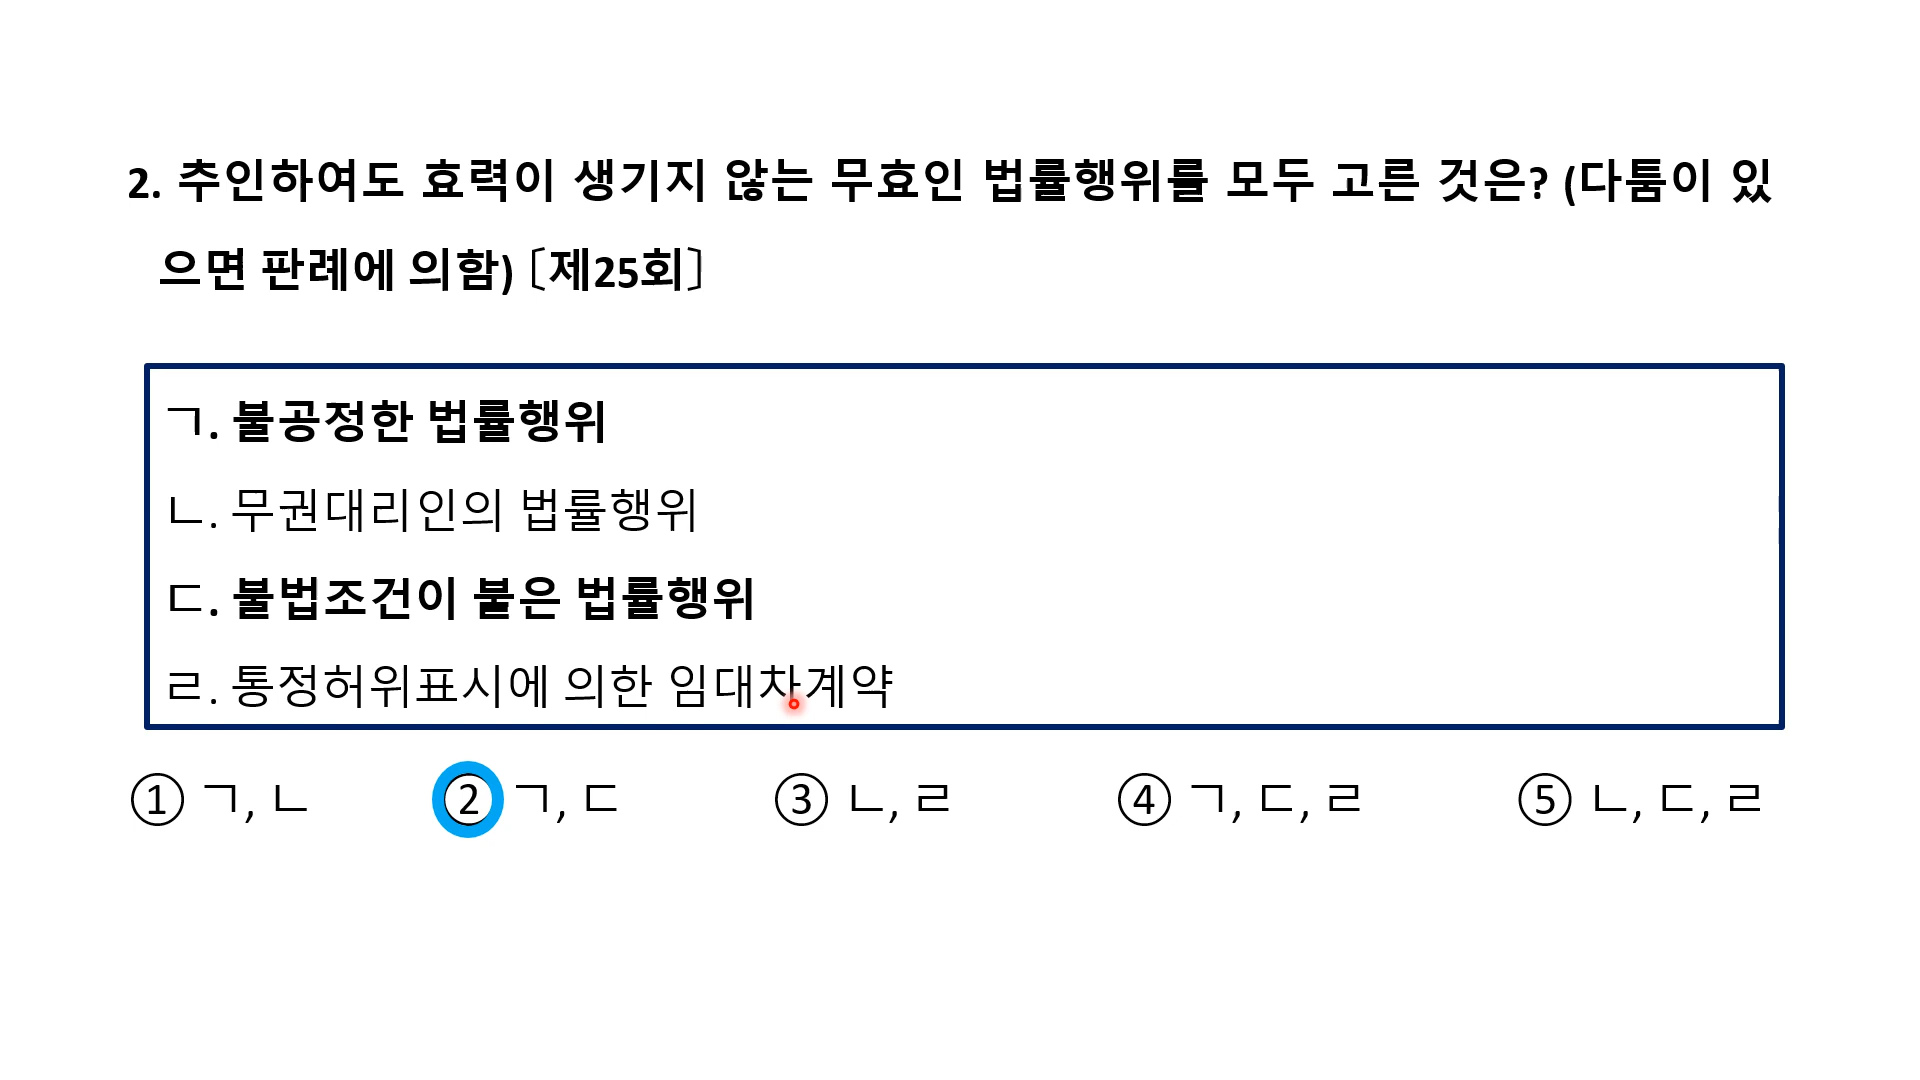 2. 추인하여도 효력이 생기지 않는 무효인 법률행위를 모두 고른 것은? (다툼이 있
으면 판례에 의함)〔제25회〕
ㄱ. 불공정한 법률행위
ㄴ. 무권대리인의 법률행위
ㄷ. 불법조건이 붙은 법률행위
ㄹ. 통정허위표시에 의한 임대차계약
① ㄱ, ㄴ ② ㄱ, ㄷ ③ ㄴ, ㄹ ④ ㄱ, ㄷ, ㄹ ⑤ ㄴ, ㄷ, ㄹ